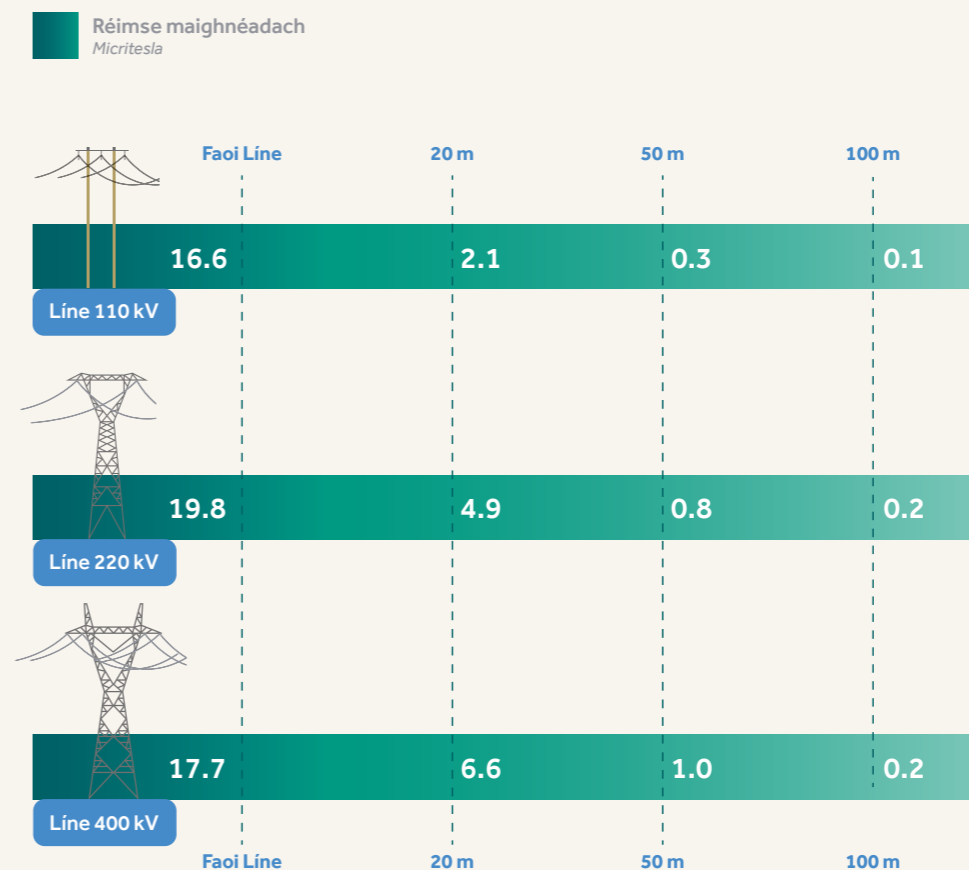 Réimse maighnéadach
Micritesla
Faoi Líne 20 m 50 m 100 m
16.6 2.1 0.3 0.1
Líne 110 kV
19.8 4.9 0.8 0.2
Líne 220 kV
17.7 6.6 1.0 0.2
Líne 400 kV
Faoi Líne 20 m 50 m 100 m